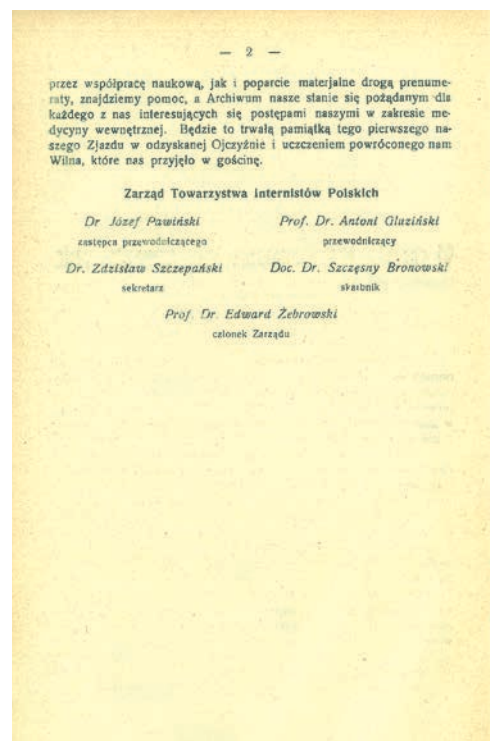 — 2 —
przez współpracę naukową, jak i poparcie materjalne drogą prenume-
raty, znajdziemy pomoc, a Archiwum nasze stanie się pożądanym dla
każdego z nas interesujących się postępami naszymi w zakresie me-
dycyny wewnętrznej. Będzie to trwałą pamiątką tego pierwszego na-
szego Zjazdu w odzyskanej Ojczyźnie i uczczeniem powróconego nam
Wilna, które nas przyjęło w gościnę.
Zarząd Towarzystwa Internistów Polskich
Dr Józef Pawiński Prof. Dr. Antoni Gluziński
zastępca przewodniczącego przewodniczący
Dr. Zdzisław Szczepański Doc. Dr. Szczęsny Bronowski
sekretarz skarbnik
Prof. Dr. Edward Żebrowski
członek Zarządu